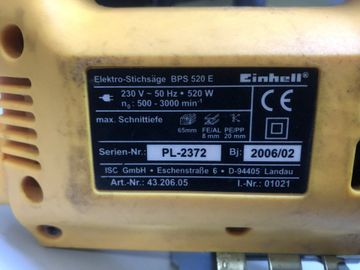 Elektro-Stichsäge BPS 520 E
Einhell®
230 V ~ 50 Hz • 520 W
n₀ : 500 - 3000 min⁻¹
CE
max. Schnittiefe
65mm
FE/AL 8 mm
PE/PP 20 mm
Serien-Nr.: PL-2372 Bj: 2006/02
ISC GmbH • Eschenstraße 6 • D-94405 Landau
Art.-Nr.: 43.206.05 I.-Nr.: 01021